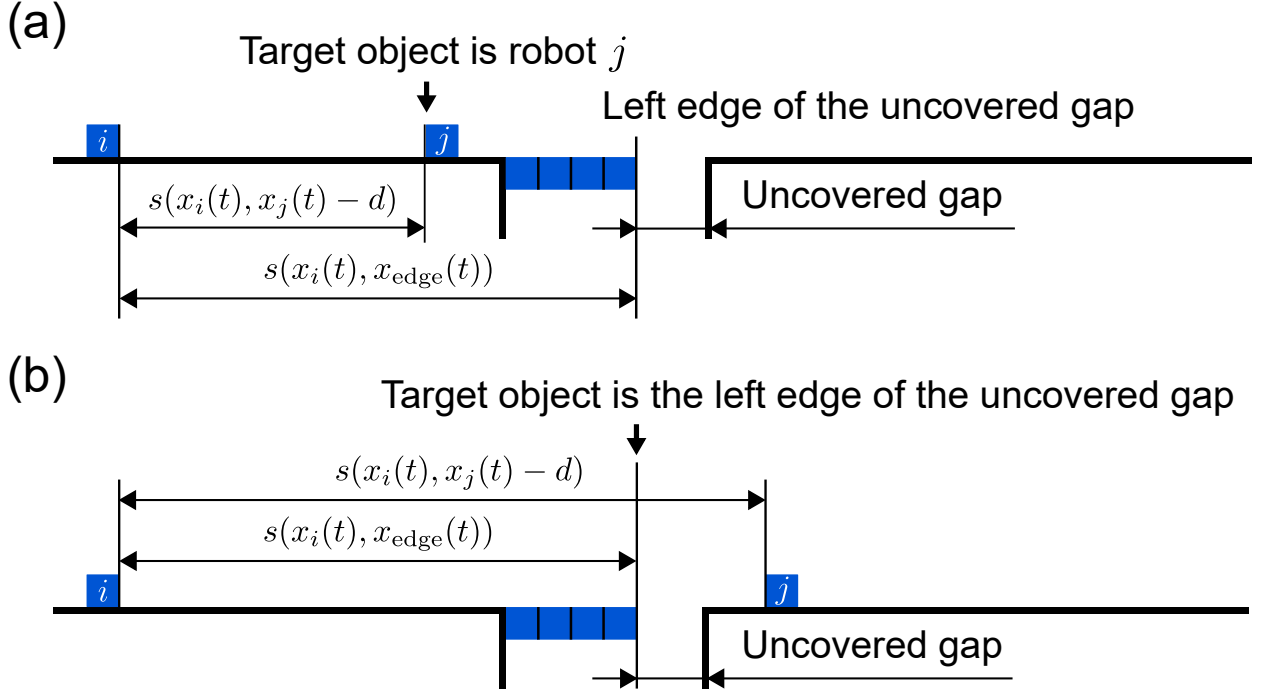 (a)
Target object is robot j
Left edge of the uncovered gap
i
j
s(x_i(t), x_j(t) − d)
Uncovered gap
s(x_i(t), x_edge(t))
(b)
Target object is the left edge of the uncovered gap
s(x_i(t), x_j(t) − d)
s(x_i(t), x_edge(t))
i
j
Uncovered gap